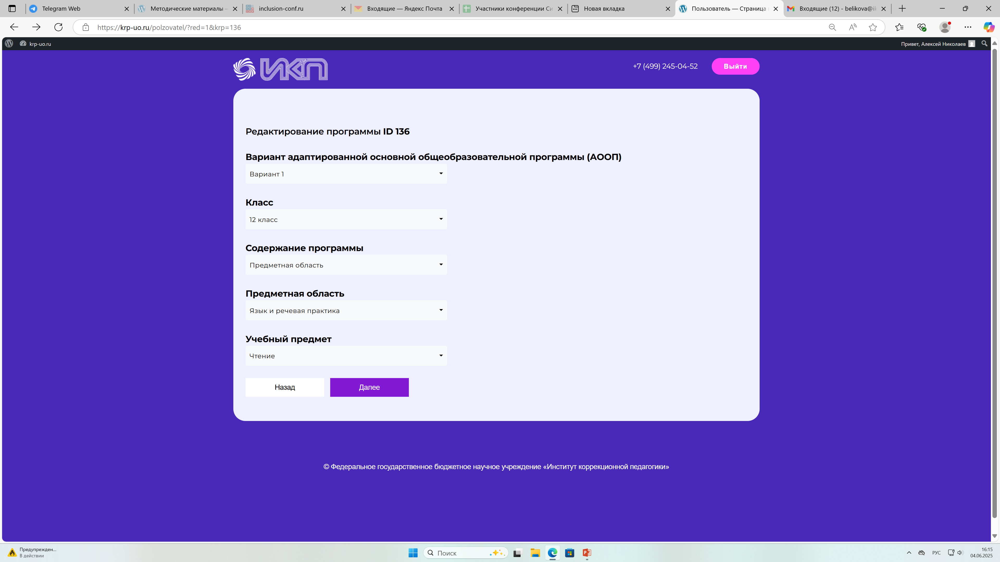 Telegram Web
Методические материалы –
inclusion-conf.ru
Входящие — Яндекс Почта
Участники конференции Си
Новая вкладка
Пользователь — Страница
Входящие (12) - belikova@ik
https://krp-uo.ru/polzovatel/?red=1&krp=136
krp-uo.ru
Привет, Алексей Николаев
ИКП
+7 (499) 245-04-52
Выйти
Редактирование программы ID 136
Вариант адаптированной основной общеобразовательной программы (АООП)
Вариант 1
Класс
12 класс
Содержание программы
Предметная область
Предметная область
Язык и речевая практика
Учебный предмет
Чтение
Назад
Далее
© Федеральное государственное бюджетное научное учреждение «Институт коррекционной педагогики»
Предупрежден...
В действии
Поиск
РУС
16:15
04.06.2025